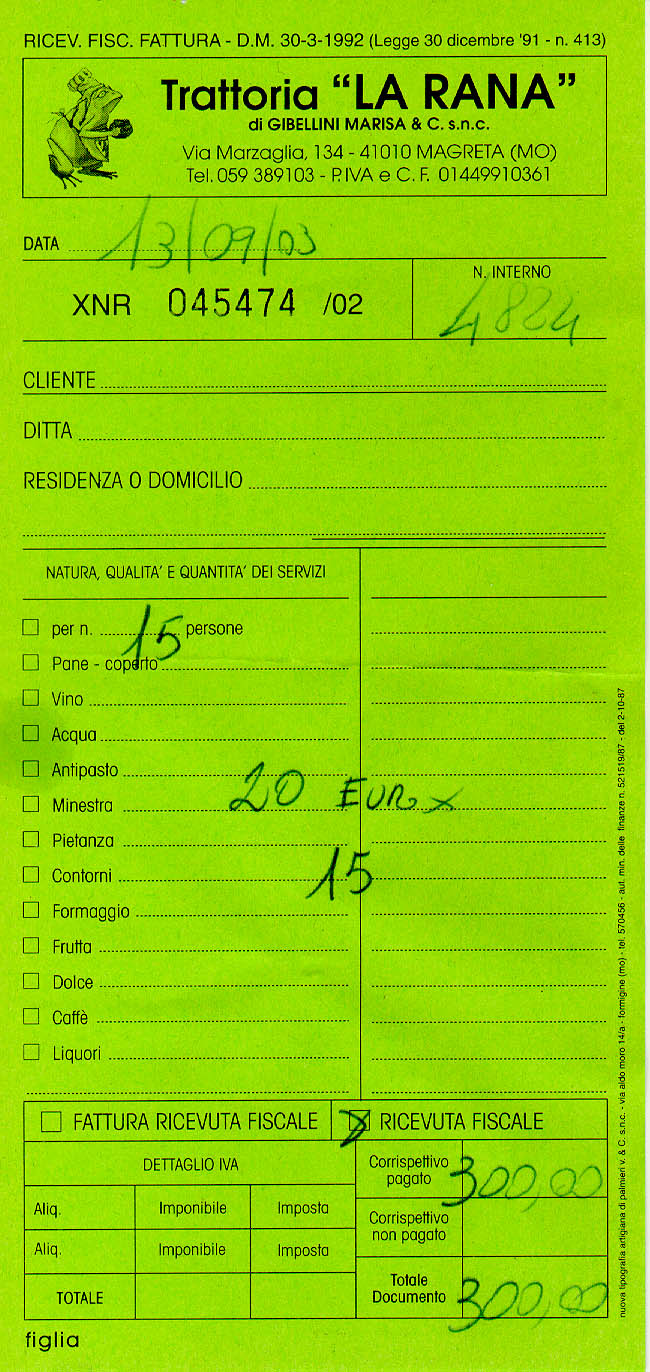 RICEV. FISC. FATTURA - D.M. 30-3-1992 (Legge 30 dicembre '91 - n. 413)
Trattoria “LA RANA”
di GIBELLINI MARISA & C. s.n.c.
Via Marzaglia, 134 - 41010 MAGRETA (MO)
Tel. 059 389103 - P.IVA e C.F. 01449910361
DATA 13/09/03
XNR 045474 /02
N. INTERNO
4824
CLIENTE
DITTA
RESIDENZA O DOMICILIO
NATURA, QUALITA' E QUANTITA' DEI SERVIZI
per n. 15 persone
Pane - coperto
Vino
Acqua
Antipasto
20 EUR x
Minestra
Pietanza
Contorni
15
Formaggio
Frutta
Dolce
Caffè
Liquori
FATTURA RICEVUTA FISCALE
X RICEVUTA FISCALE
DETTAGLIO IVA
Aliq. Imponibile Imposta
Aliq. Imponibile Imposta
TOTALE
Corrispettivo pagato 300,00
Corrispettivo non pagato
Totale Documento 300,00
figlia
nuova tipografia artigiana di palmieri v. & C. s.n.c. - via aldo moro 14/a - formigine (mo) - tel. 570456 - aut. min. delle finanze n. 521519/87 - del 2-10-87